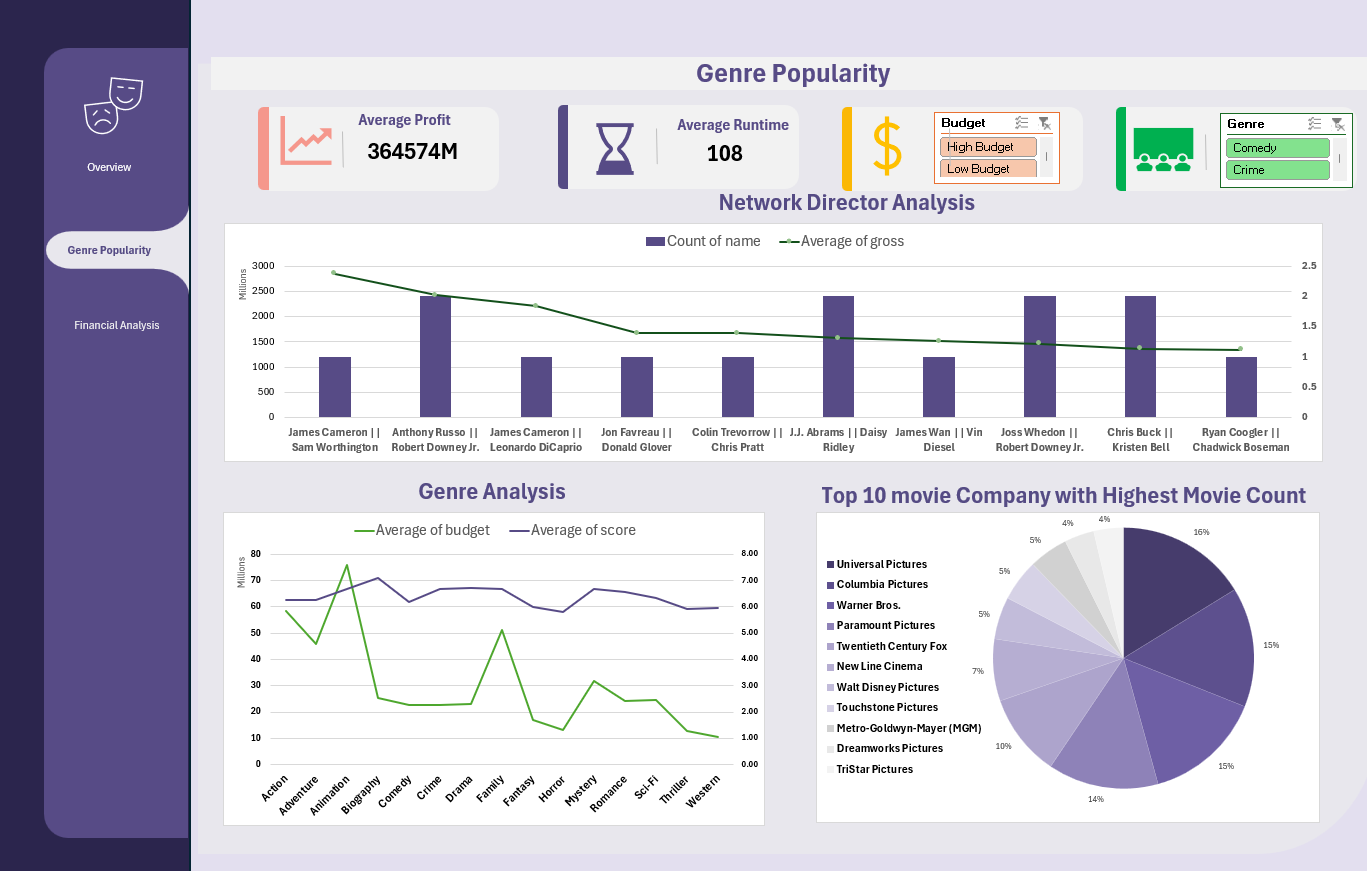 Genre Popularity
Overview
Genre Popularity
Financial Analysis
Average Profit
364574M
Average Runtime
108
Budget
High Budget
Low Budget
Genre
Comedy
Crime
Network Director Analysis
Count of name
Average of gross
Millions
3000
2500
2000
1500
1000
500
0
2.5
2
1.5
1
0.5
0
James Cameron ||
Sam Worthington
Anthony Russo ||
Robert Downey Jr.
James Cameron ||
Leonardo DiCaprio
Jon Favreau ||
Donald Glover
Colin Trevorrow ||
Chris Pratt
J.J. Abrams || Daisy
Ridley
James Wan || Vin
Diesel
Joss Whedon ||
Robert Downey Jr.
Chris Buck ||
Kristen Bell
Ryan Coogler ||
Chadwick Boseman
Genre Analysis
Average of budget
Average of score
Millions
80
70
60
50
40
30
20
10
0
8.00
7.00
6.00
5.00
4.00
3.00
2.00
1.00
0.00
Action
Adventure
Animation
Biography
Comedy
Crime
Drama
Family
Fantasy
Horror
Mystery
Romance
Sci-Fi
Thriller
Western
Top 10 movie Company with Highest Movie Count
Universal Pictures
Columbia Pictures
Warner Bros.
Paramount Pictures
Twentieth Century Fox
New Line Cinema
Walt Disney Pictures
Touchstone Pictures
Metro-Goldwyn-Mayer (MGM)
Dreamworks Pictures
TriStar Pictures
16%
15%
15%
14%
10%
7%
5%
5%
5%
4%
4%